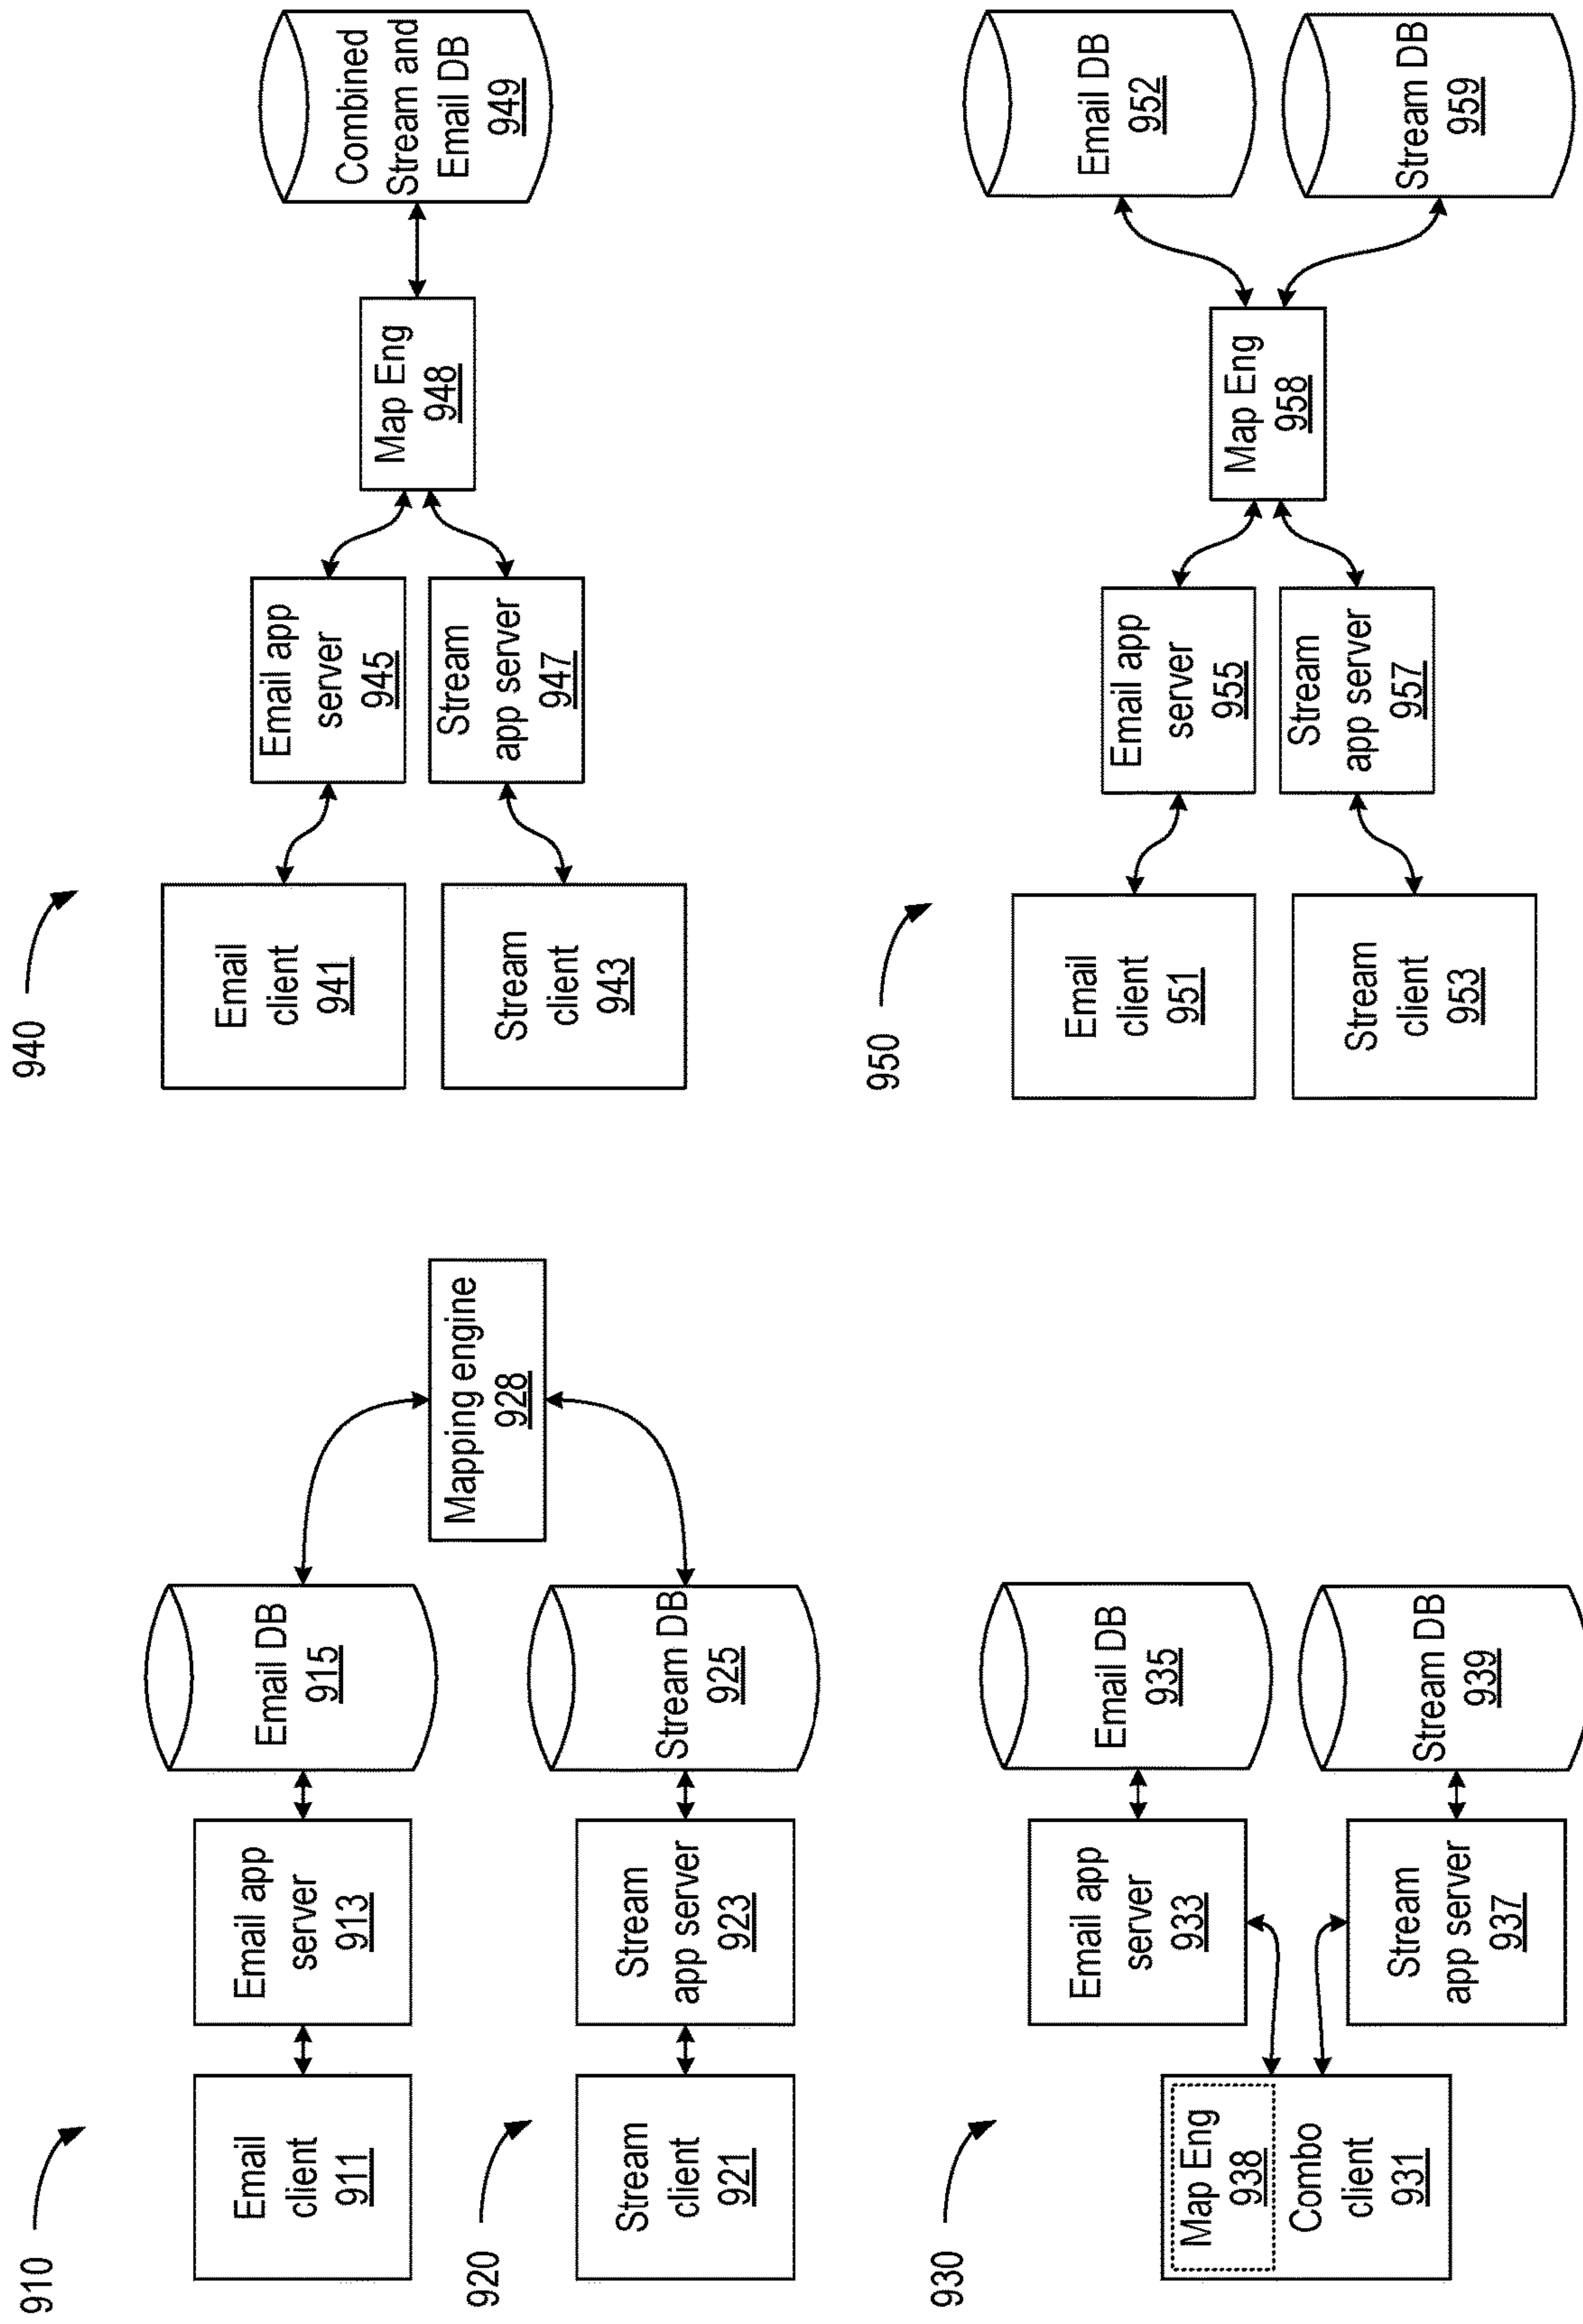 910
Email
client
911
Email app
server
913
Email DB
915
920
Stream
client
921
Stream
app server
923
Stream DB
925
Mapping engine
928
930
Map Eng
938
Combo
client
931
Email app
server
933
Email DB
935
Stream
app server
937
Stream DB
939
940
Email
client
941
Stream
client
943
Email app
server
945
Stream
app server
947
Map Eng
948
Combined
Stream and
Email DB
949
950
Email
client
951
Stream
client
953
Email app
server
955
Stream
app server
957
Map Eng
958
Email DB
952
Stream DB
959